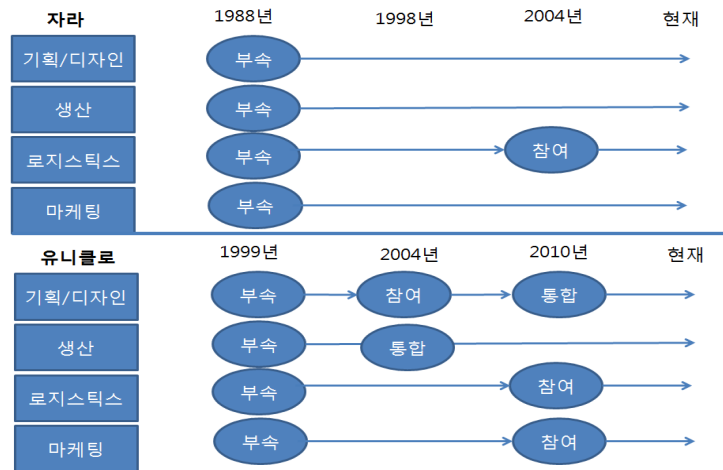 자라 1988년 1998년 2004년 현재
기획/디자인 부속
생산 부속
로지스틱스 부속 참여
마케팅 부속
유니클로 1999년 2004년 2010년 현재
기획/디자인 부속 참여 통합
생산 부속 통합
로지스틱스 부속 참여
마케팅 부속 참여